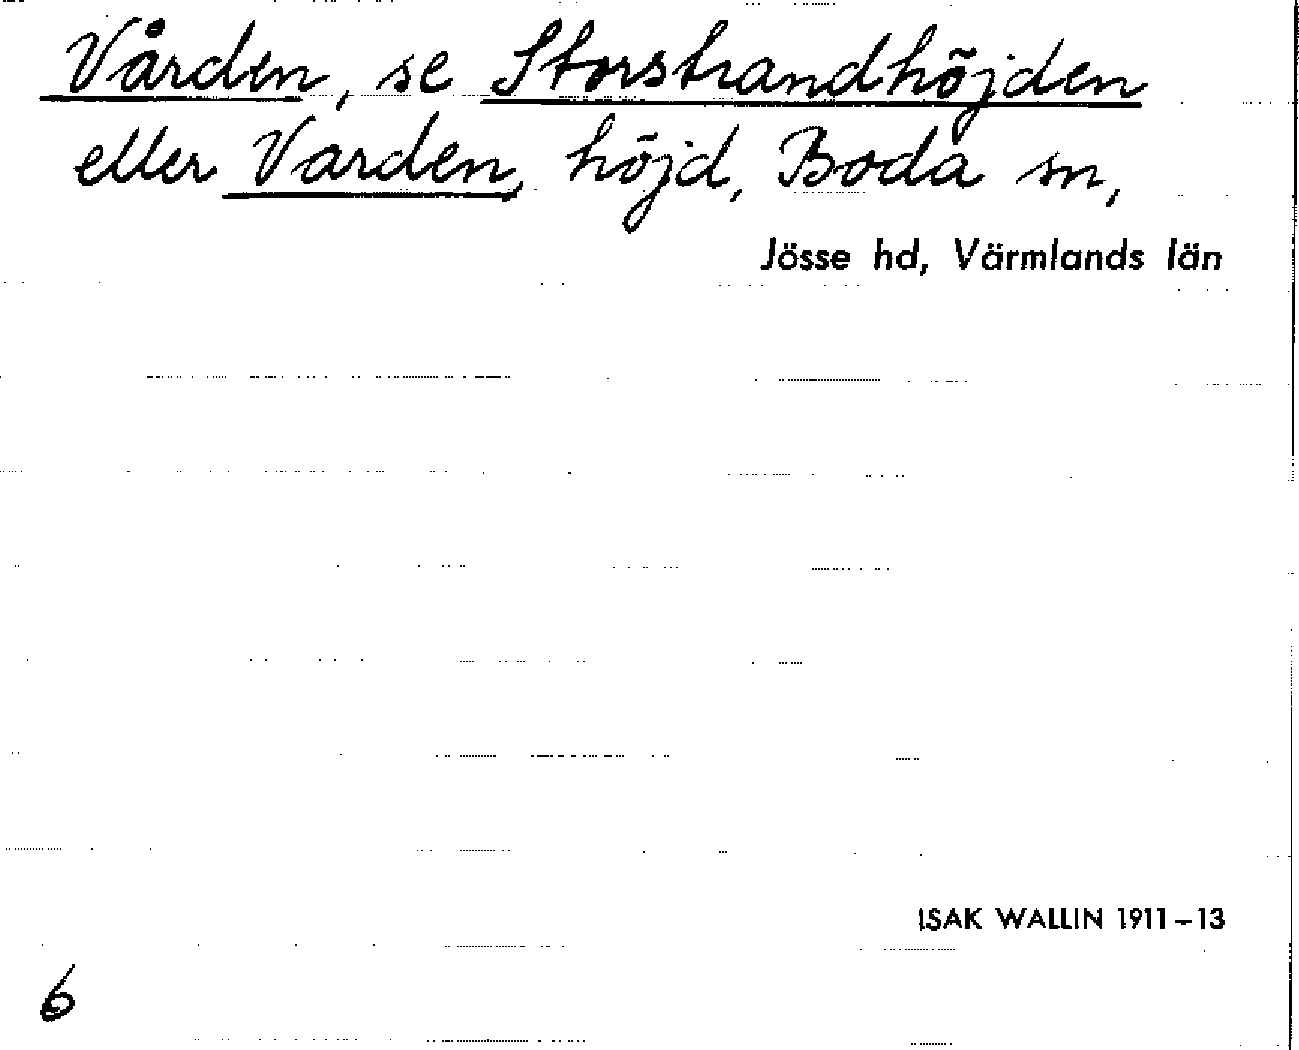 Vården, se Storstrandhöjden
eller Varden, höjd, Boda sn,
Jösse hd, Värmlands län
ISAK WALLIN 1911–13
6